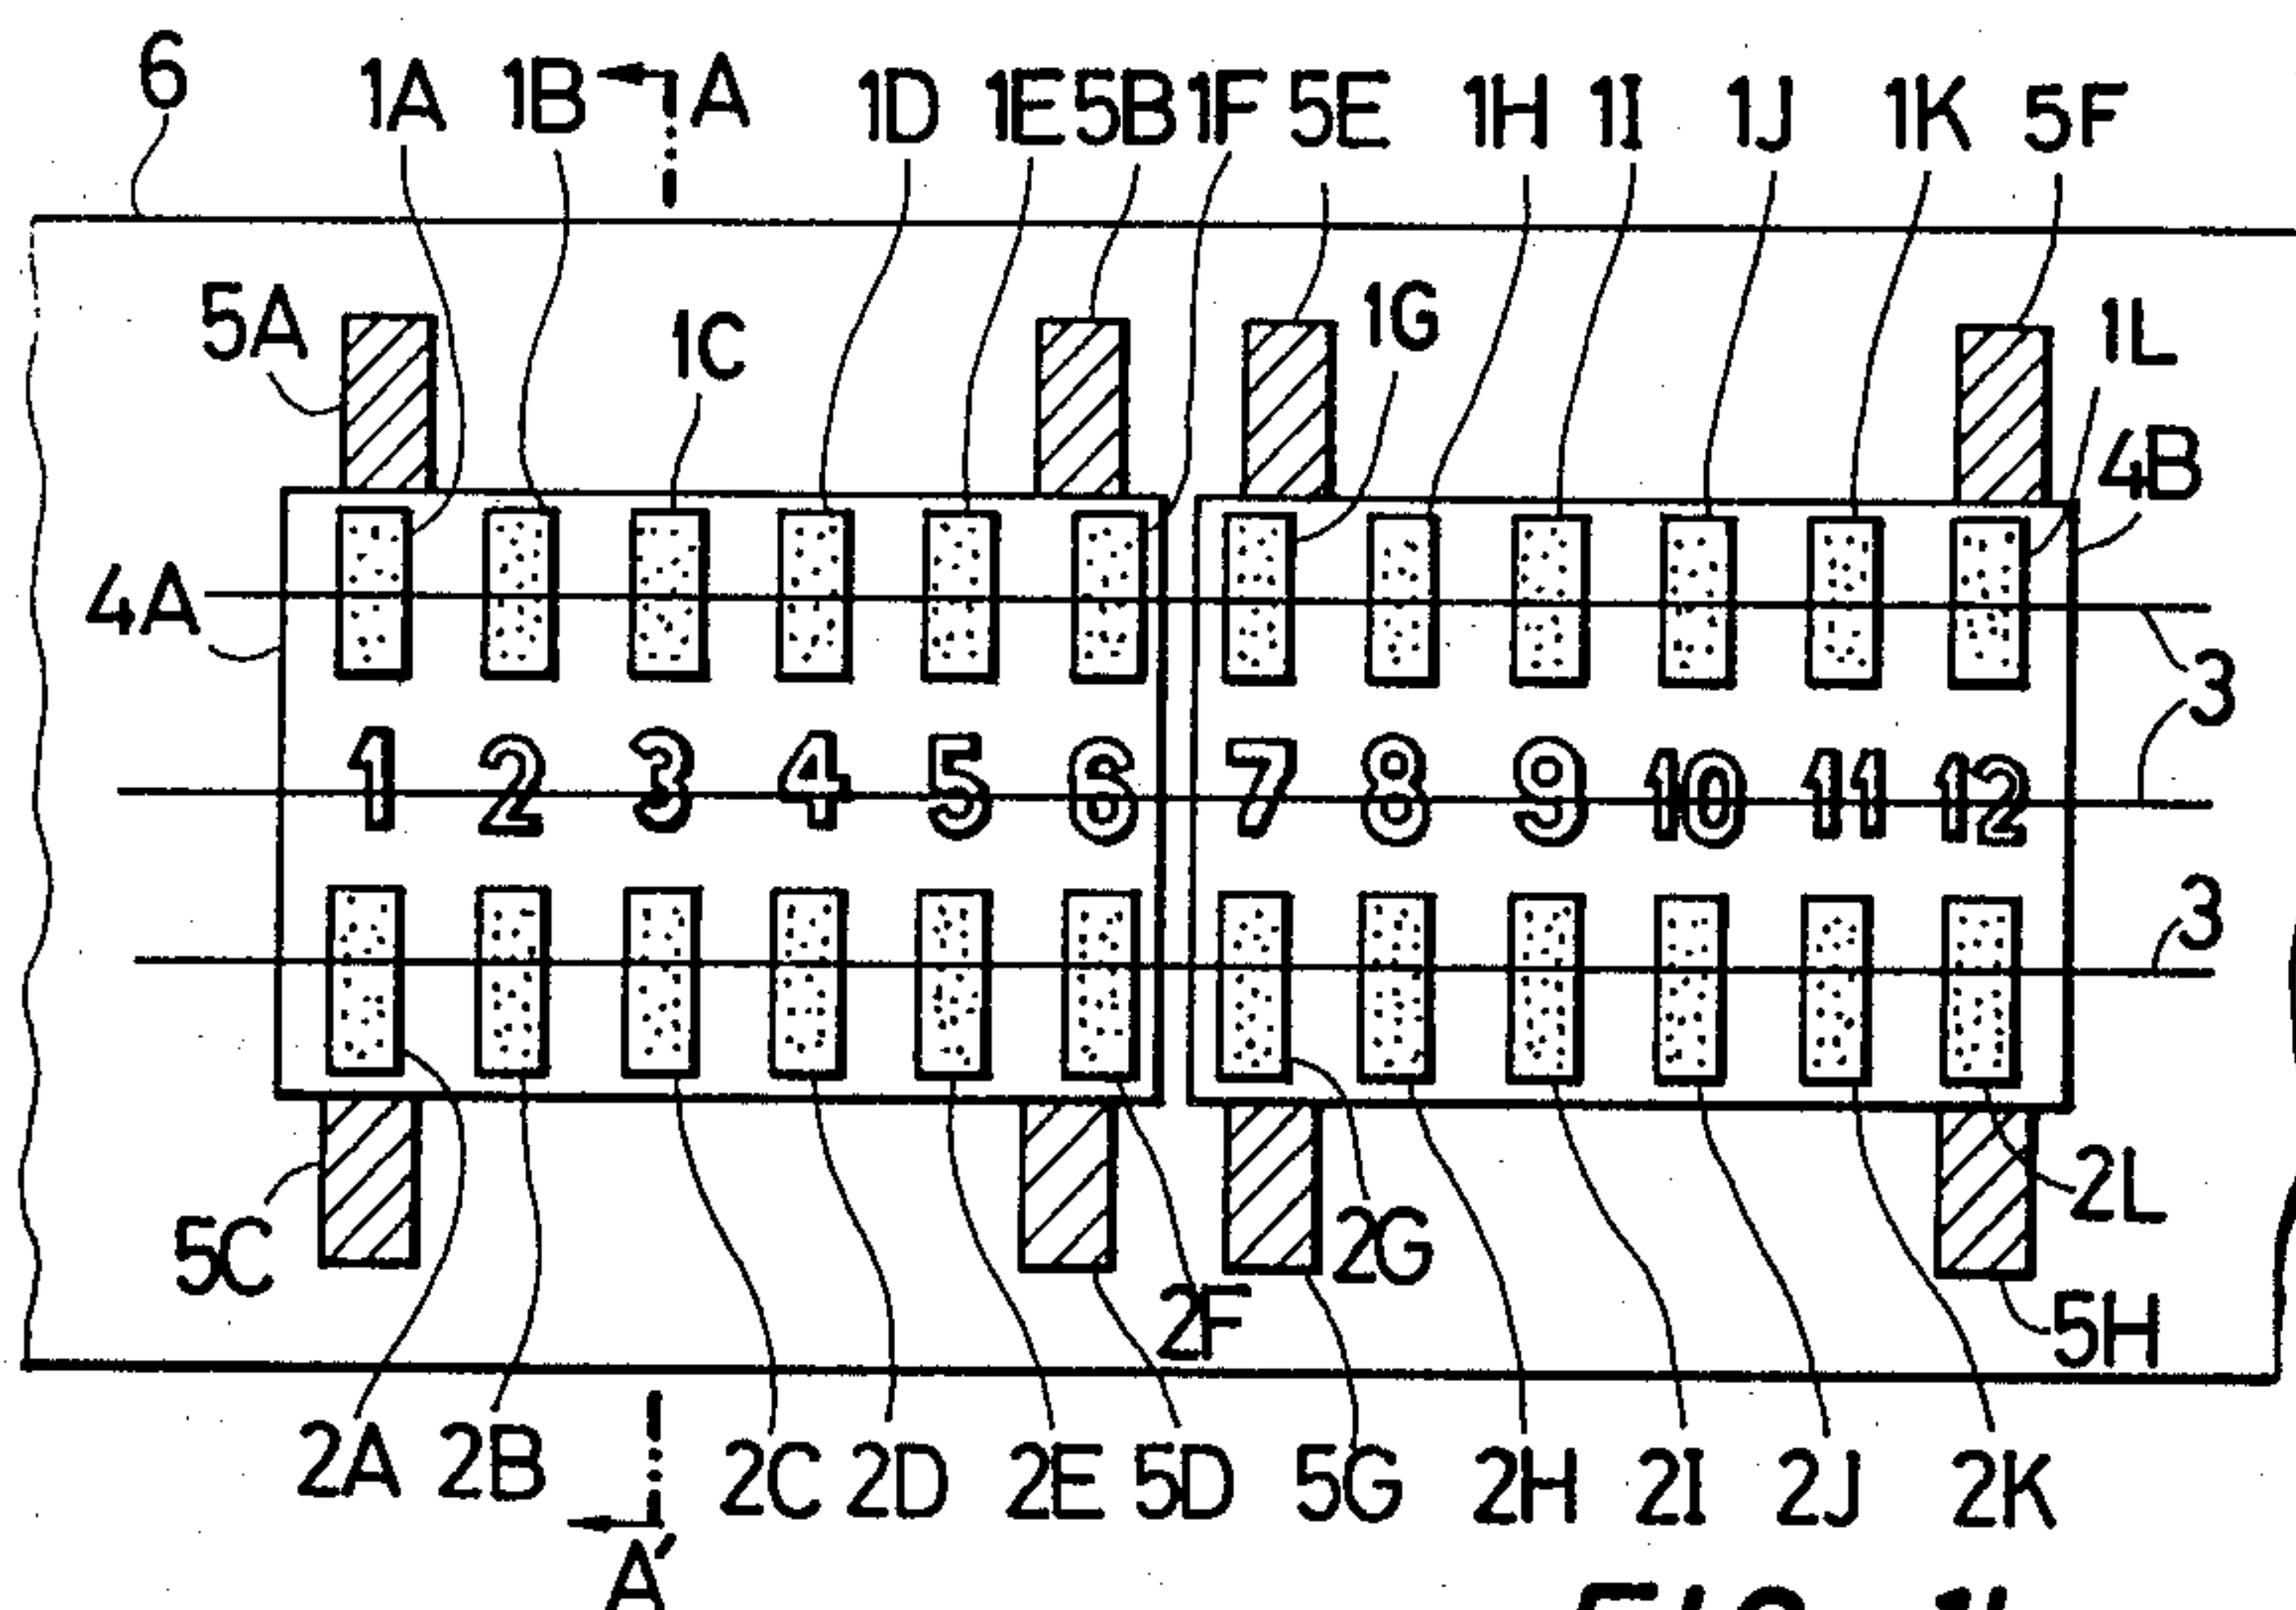 6 1A 1B A 1D 1E 5B 1F 5E 1H 1I 1J 1K 5F
5A 1C 1G 1L
4B
4A
3
1 2 3 4 5 6 7 8 9 10 11 12
3
5C 2G 2L
2F 5H
2A 2B 2C 2D 2E 5D 5G 2H 2I 2J 2K
A'